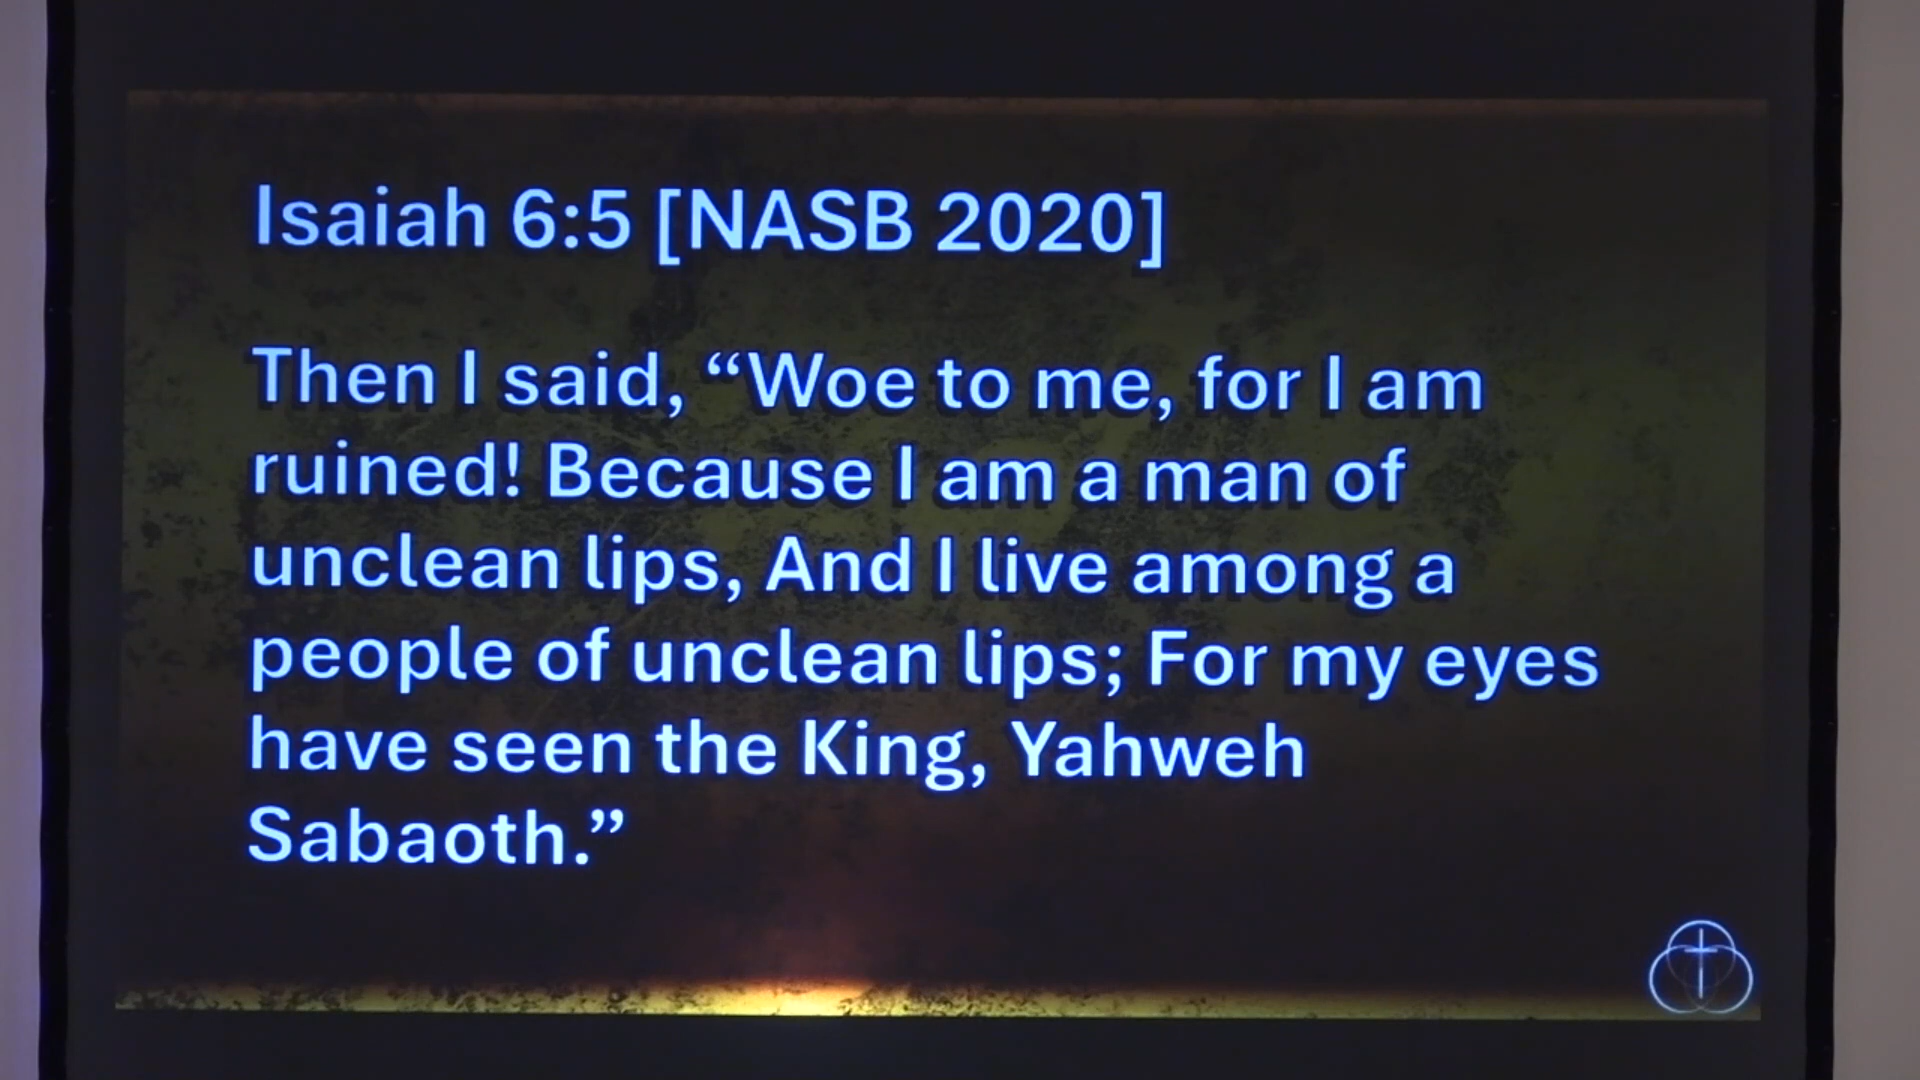 Isaiah 6:5 [NASB 2020]
Then I said, “Woe to me, for I am
ruined! Because I am a man of
unclean lips, And I live among a
people of unclean lips; For my eyes
have seen the King, Yahweh
Sabaoth.”